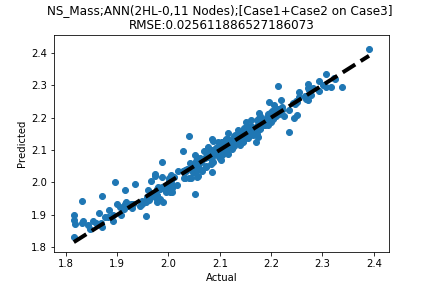 NS_Mass;ANN(2HL-0,11 Nodes);[Case1+Case2 on Case3]
RMSE:0.025611886527186073
2.4
2.3
2.2
2.1
2.0
1.9
1.8
Predicted
1.8 1.9 2.0 2.1 2.2 2.3 2.4
Actual